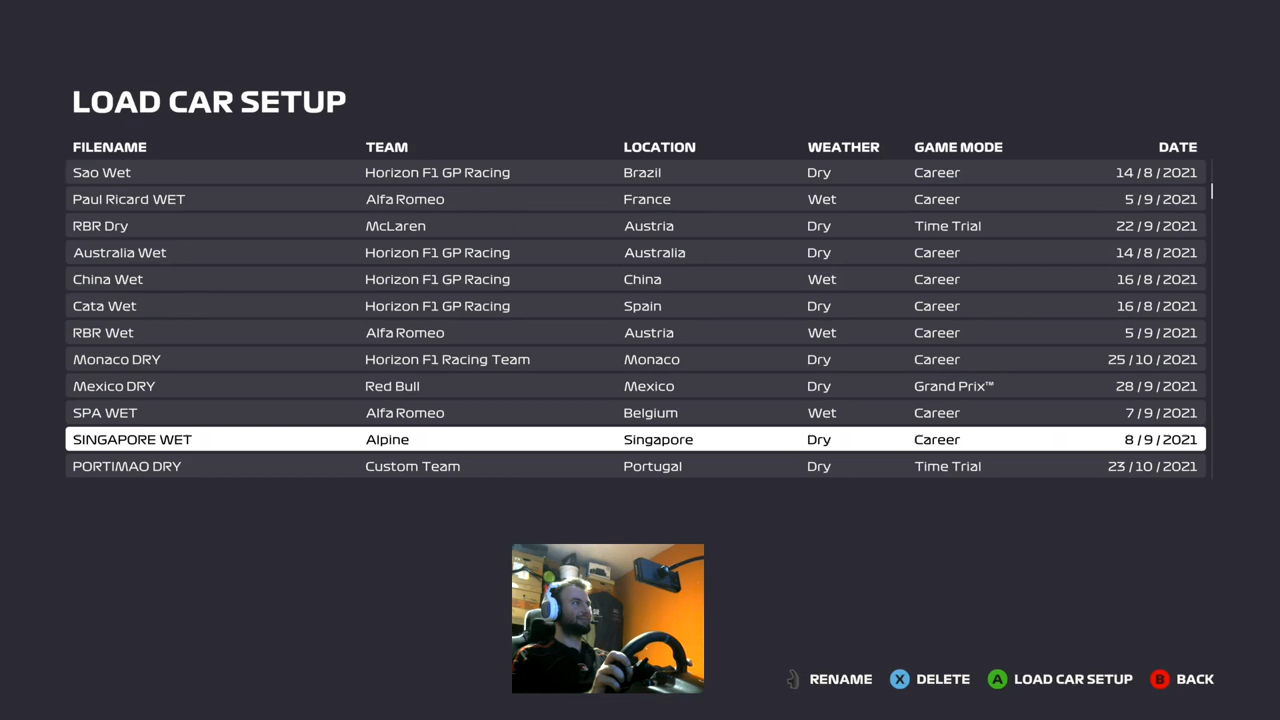 LOAD CAR SETUP
FILENAME TEAM LOCATION WEATHER GAME MODE DATE
Sao Wet Horizon F1 GP Racing Brazil Dry Career 14/8/2021
Paul Ricard WET Alfa Romeo France Wet Career 5/9/2021
RBR Dry McLaren Austria Dry Time Trial 22/9/2021
Australia Wet Horizon F1 GP Racing Australia Dry Career 14/8/2021
China Wet Horizon F1 GP Racing China Wet Career 16/8/2021
Cata Wet Horizon F1 GP Racing Spain Dry Career 16/8/2021
RBR Wet Alfa Romeo Austria Wet Career 5/9/2021
Monaco DRY Horizon F1 Racing Team Monaco Dry Career 25/10/2021
Mexico DRY Red Bull Mexico Dry Grand Prix™ 28/9/2021
SPA WET Alfa Romeo Belgium Wet Career 7/9/2021
SINGAPORE WET Alpine Singapore Dry Career 8/9/2021
PORTIMAO DRY Custom Team Portugal Dry Time Trial 23/10/2021
RENAME X DELETE A LOAD CAR SETUP B BACK